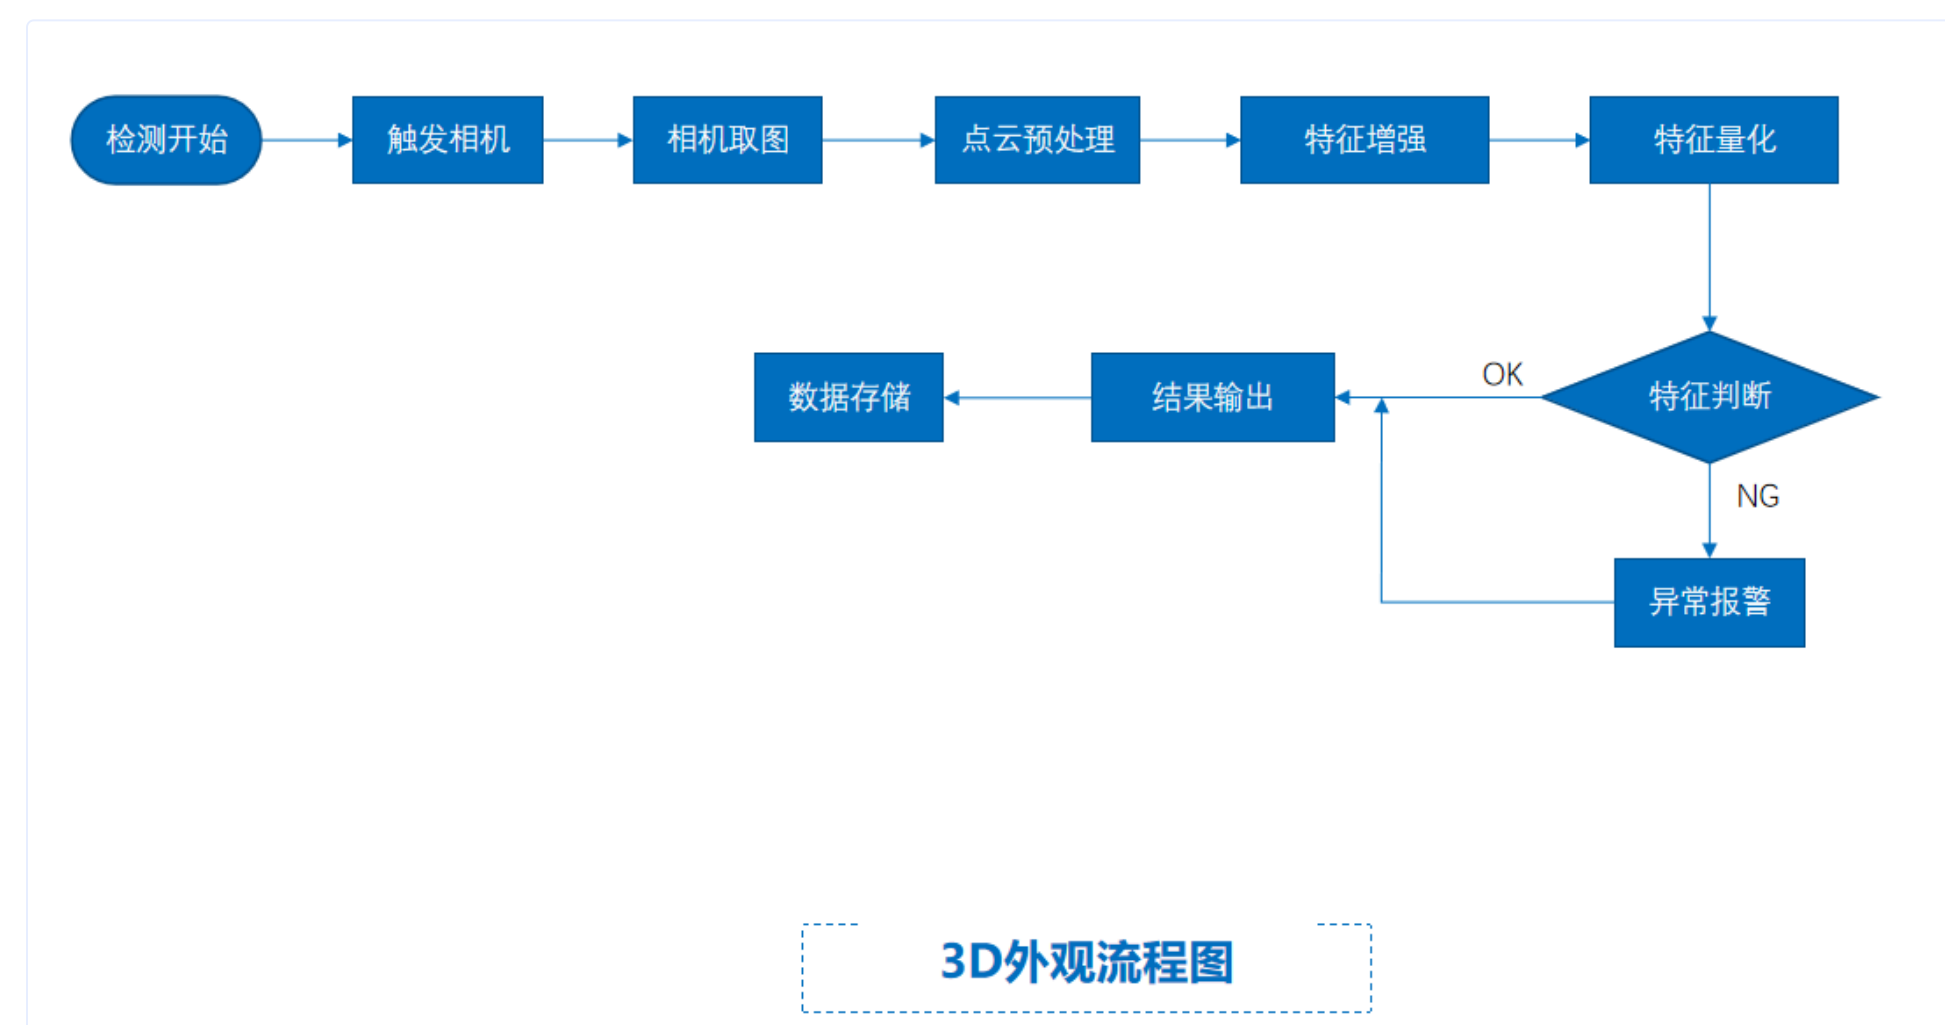 检测开始
触发相机
相机取图
点云预处理
特征增强
特征量化
特征判断
OK
结果输出
数据存储
NG
异常报警
3D外观流程图